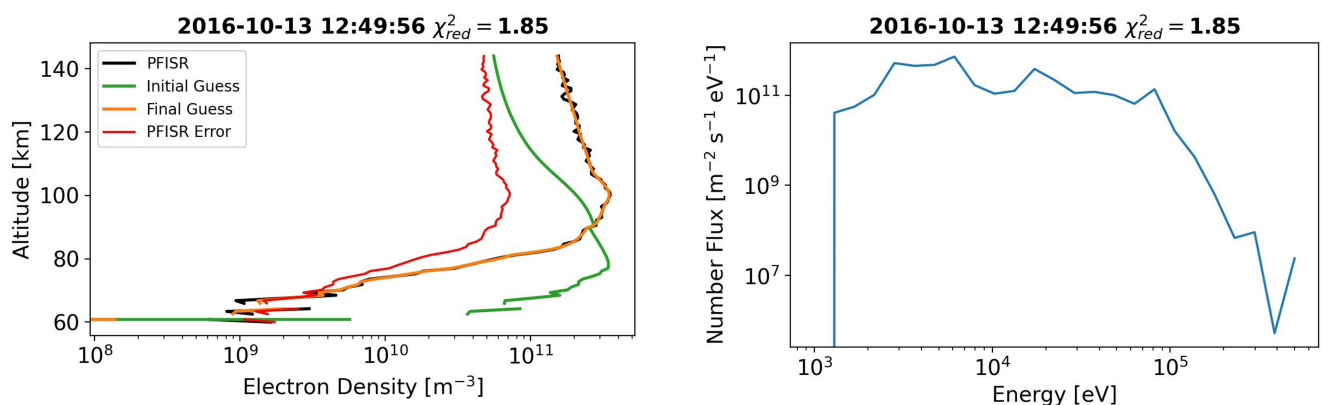 2016-10-13 12:49:56 χ²red = 1.85
140
120
100
80
60
Altitude [km]
PFISR
Initial Guess
Final Guess
PFISR Error
10⁸
10⁹
10¹⁰
10¹¹
Electron Density [m⁻³]
2016-10-13 12:49:56 χ²red = 1.85
10¹¹
10⁹
10⁷
Number Flux [m⁻² s⁻¹ eV⁻¹]
10³
10⁴
10⁵
Energy [eV]